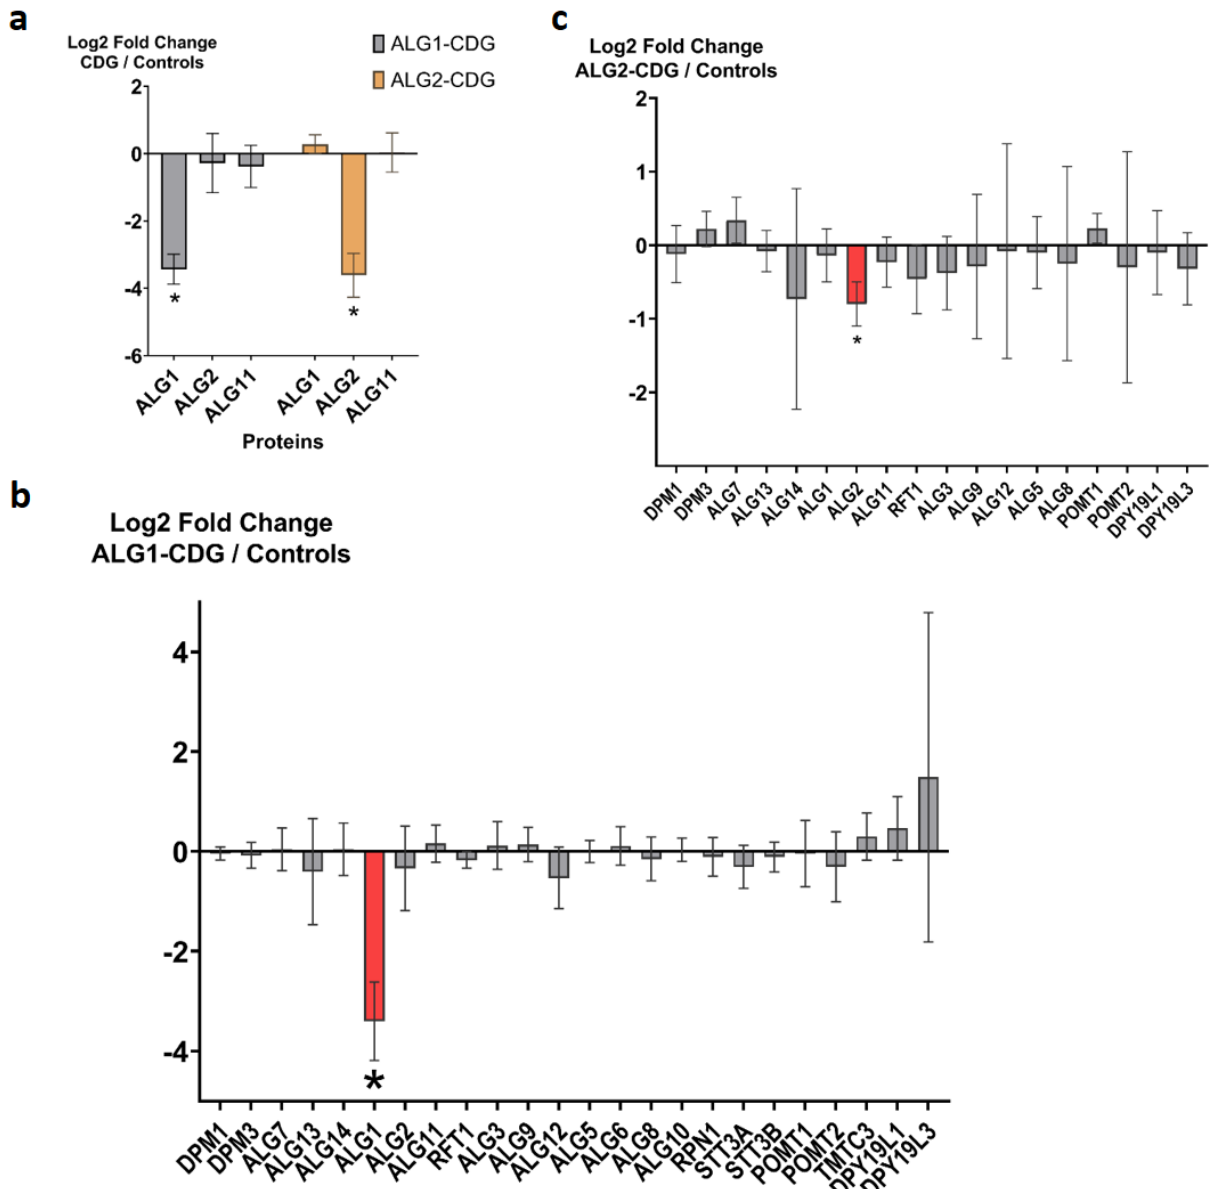 a
Log2 Fold Change
CDG / Controls
ALG1-CDG
ALG2-CDG
2
0
-2
-4
-6
*
*
ALG1
ALG2
ALG11
ALG1
ALG2
ALG11
Proteins
c
Log2 Fold Change
ALG2-CDG / Controls
2
1
0
-1
-2
*
DPM1
DPM3
ALG7
ALG13
ALG14
ALG1
ALG2
ALG11
RFT1
ALG3
ALG9
ALG12
ALG5
ALG8
POMT1
POMT2
DPY19L1
DPY19L3
b
Log2 Fold Change
ALG1-CDG / Controls
4
2
0
-2
-4
*
DPM1
DPM3
ALG7
ALG13
ALG14
ALG1
ALG2
ALG11
RFT1
ALG3
ALG9
ALG12
ALG5
ALG6
ALG8
ALG10
RPN1
STT3A
STT3B
POMT1
POMT2
TMTC3
DPY19L1
DPY19L3